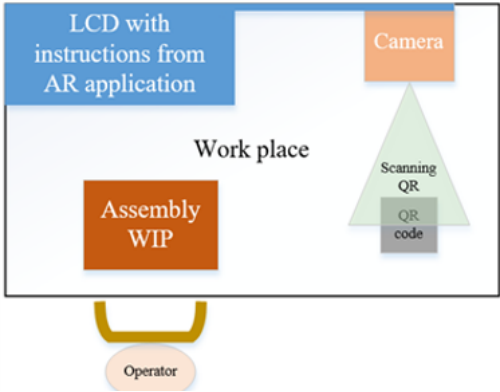 LCD with
instructions from
AR application
Camera
Work place
Scanning
QR
QR
code
Assembly
WIP
Operator